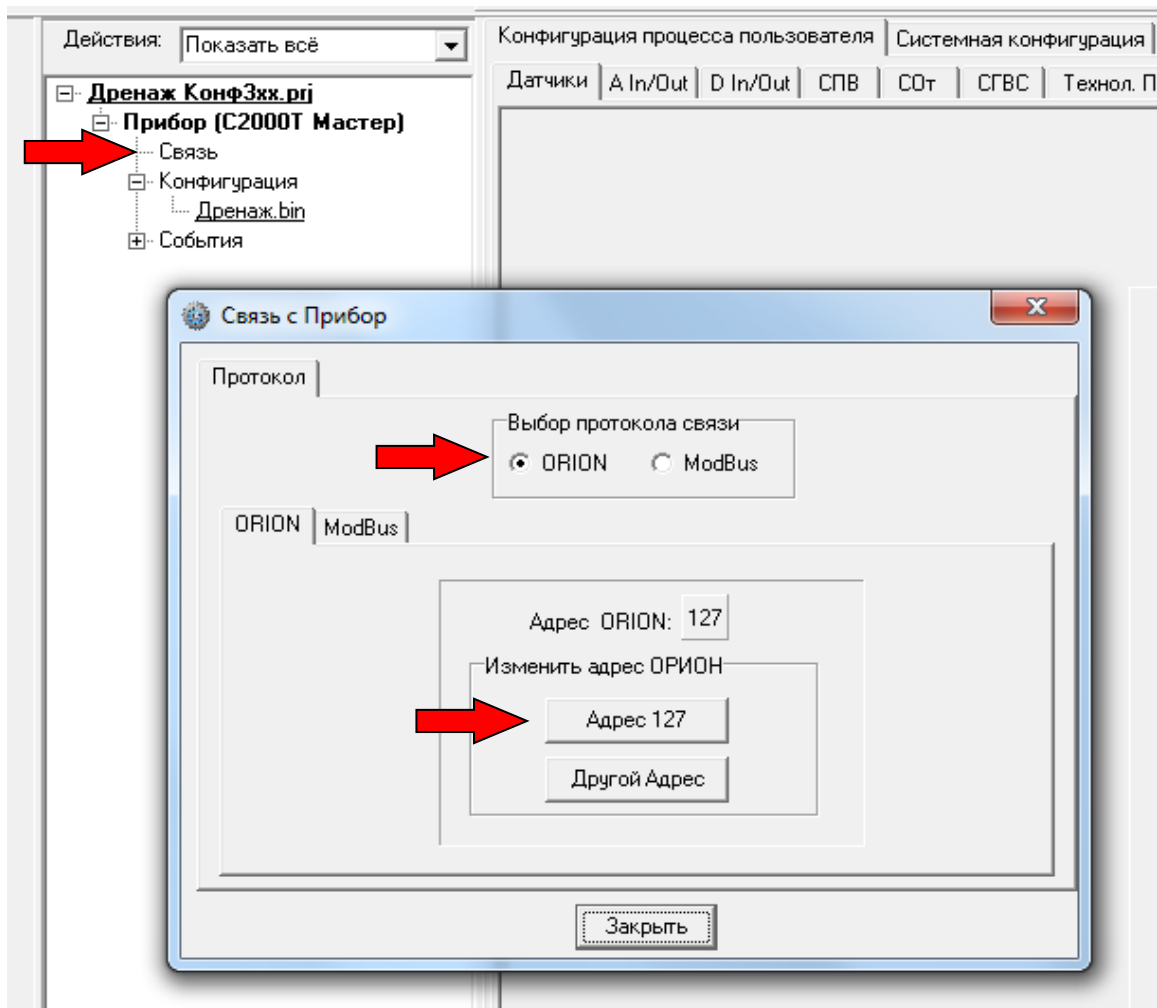 Действия: Показать всё
Конфигурация процесса пользователя Системная конфигурация
Датчики A In/Out D In/Out СПВ СОт СГВС Технол. П
Дренаж Конф3xx.prj
Прибор (С2000Т Мастер)
Связь
Конфигурация
Дренаж.bin
События
Связь с Прибор
Протокол
Выбор протокола связи
ORION ModBus
ORION ModBus
Адрес ORION: 127
Изменить адрес ОРИОН
Адрес 127
Другой Адрес
Закрыть